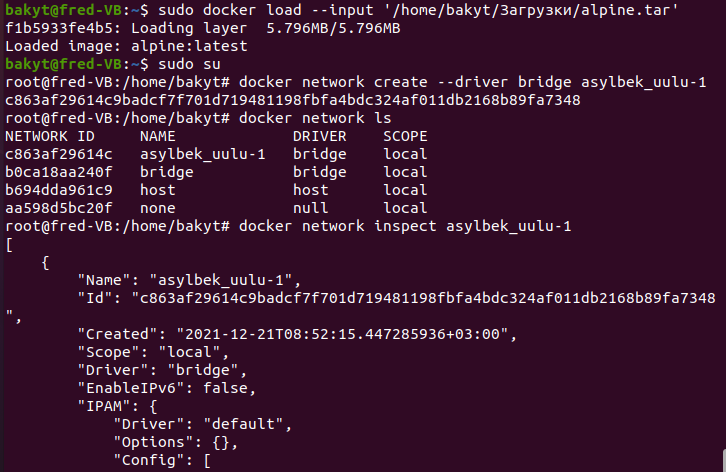 bakyt@fred-VB:~$ sudo docker load --input '/home/bakyt/Загрузки/alpine.tar'
f1b5933fe4b5: Loading layer  5.796MB/5.796MB
Loaded image: alpine:latest
bakyt@fred-VB:~$ sudo su
root@fred-VB:/home/bakyt# docker network create --driver bridge asylbek_uulu-1
c863af29614c9badcf7f701d719481198fbfa4bdc324af011db2168b89fa7348
root@fred-VB:/home/bakyt# docker network ls
NETWORK ID     NAME             DRIVER    SCOPE
c863af29614c   asylbek_uulu-1   bridge    local
b0ca18aa240f   bridge           bridge    local
b694dda961c9   host             host      local
aa598d5bc20f   none             null      local
root@fred-VB:/home/bakyt# docker network inspect asylbek_uulu-1
[
    {
        "Name": "asylbek_uulu-1",
        "Id": "c863af29614c9badcf7f701d719481198fbfa4bdc324af011db2168b89fa7348
",
        "Created": "2021-12-21T08:52:15.447285936+03:00",
        "Scope": "local",
        "Driver": "bridge",
        "EnableIPv6": false,
        "IPAM": {
            "Driver": "default",
            "Options": {},
            "Config": [